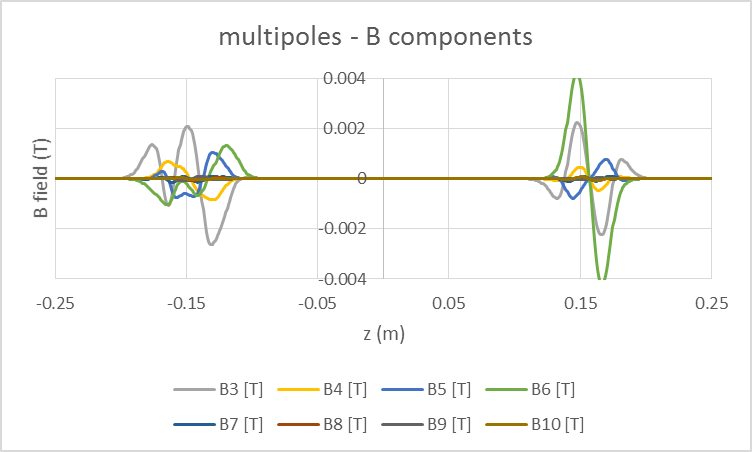 multipoles - B components
0.004
0.002
0
-0.002
-0.004
B field (T)
-0.25 -0.15 -0.05 0.05 0.15 0.25
z (m)
B3 [T] B4 [T] B5 [T] B6 [T]
B7 [T] B8 [T] B9 [T] B10 [T]